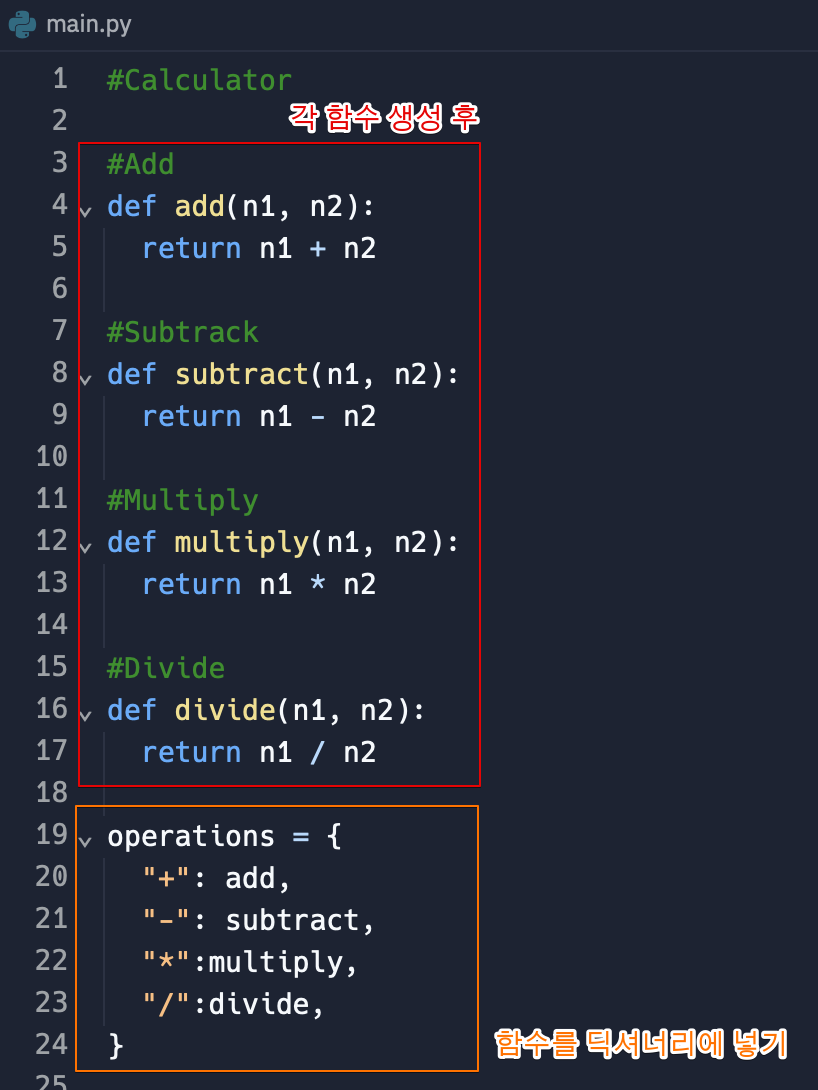 main.py
1 #Calculator
2
각 함수 생성 후
3 #Add
4 def add(n1, n2):
5 return n1 + n2
6
7 #Subtrack
8 def subtract(n1, n2):
9 return n1 - n2
10
11 #Multiply
12 def multiply(n1, n2):
13 return n1 * n2
14
15 #Divide
16 def divide(n1, n2):
17 return n1 / n2
18
19 operations = {
20 "+": add,
21 "-": subtract,
22 "*":multiply,
23 "/":divide,
24 }
함수를 딕셔너리에 넣기
25